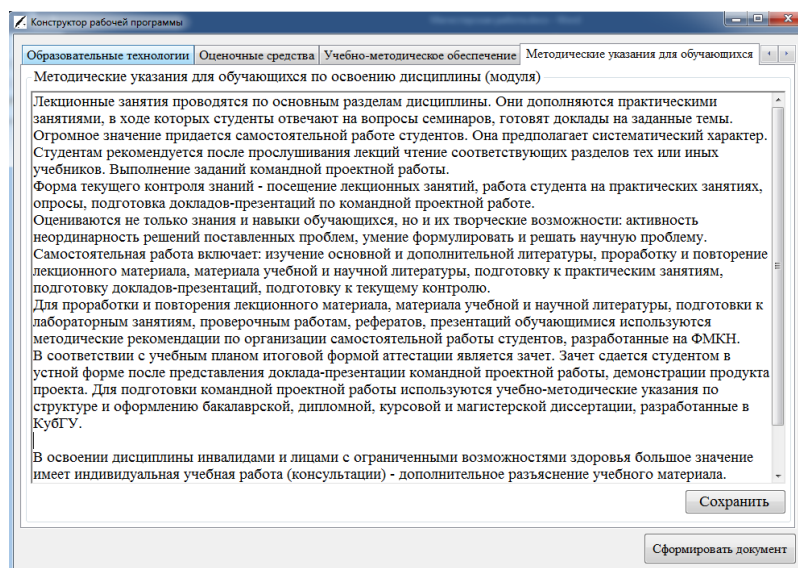 Конструктор рабочей программы
Образовательные технологии Оценочные средства Учебно-методическое обеспечение Методические указания для обучающихся
Методические указания для обучающихся по освоению дисциплины (модуля)
Лекционные занятия проводятся по основным разделам дисциплины. Они дополняются практическими
занятиями, в ходе которых студенты отвечают на вопросы семинаров, готовят доклады на заданные темы.
Огромное значение придается самостоятельной работе студентов. Она предполагает систематический характер.
Студентам рекомендуется после прослушивания лекций чтение соответствующих разделов тех или иных
учебников. Выполнение заданий командной проектной работы.
Форма текущего контроля знаний - посещение лекционных занятий, работа студента на практических занятиях,
опросы, подготовка докладов-презентаций по командной проектной работе.
Оцениваются не только знания и навыки обучающихся, но и их творческие возможности: активность
неординарность решений поставленных проблем, умение формулировать и решать научную проблему.
Самостоятельная работа включает: изучение основной и дополнительной литературы, проработку и повторение
лекционного материала, материала учебной и научной литературы, подготовку к практическим занятиям,
подготовку докладов-презентаций, подготовку к текущему контролю.
Для проработки и повторения лекционного материала, материала учебной и научной литературы, подготовки к
лабораторным занятиям, проверочным работам, рефератов, презентаций обучающимися используются
методические рекомендации по организации самостоятельной работы студентов, разработанные на ФМКН.
В соответствии с учебным планом итоговой формой аттестации является зачет. Зачет сдается студентом в
устной форме после представления доклада-презентации командной проектной работы, демонстрации продукта
проекта. Для подготовки командной проектной работы используются учебно-методические указания по
структуре и оформлению бакалаврской, дипломной, курсовой и магистерской диссертации, разработанные в
КубГУ.
В освоении дисциплины инвалидами и лицами с ограниченными возможностями здоровья большое значение
имеет индивидуальная учебная работа (консультации) - дополнительное разъяснение учебного материала.
Сохранить
Сформировать документ